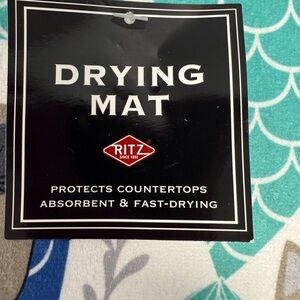 DRYING
MAT
RITZ
SINCE 1892
PROTECTS COUNTERTOPS
ABSORBENT & FAST-DRYING